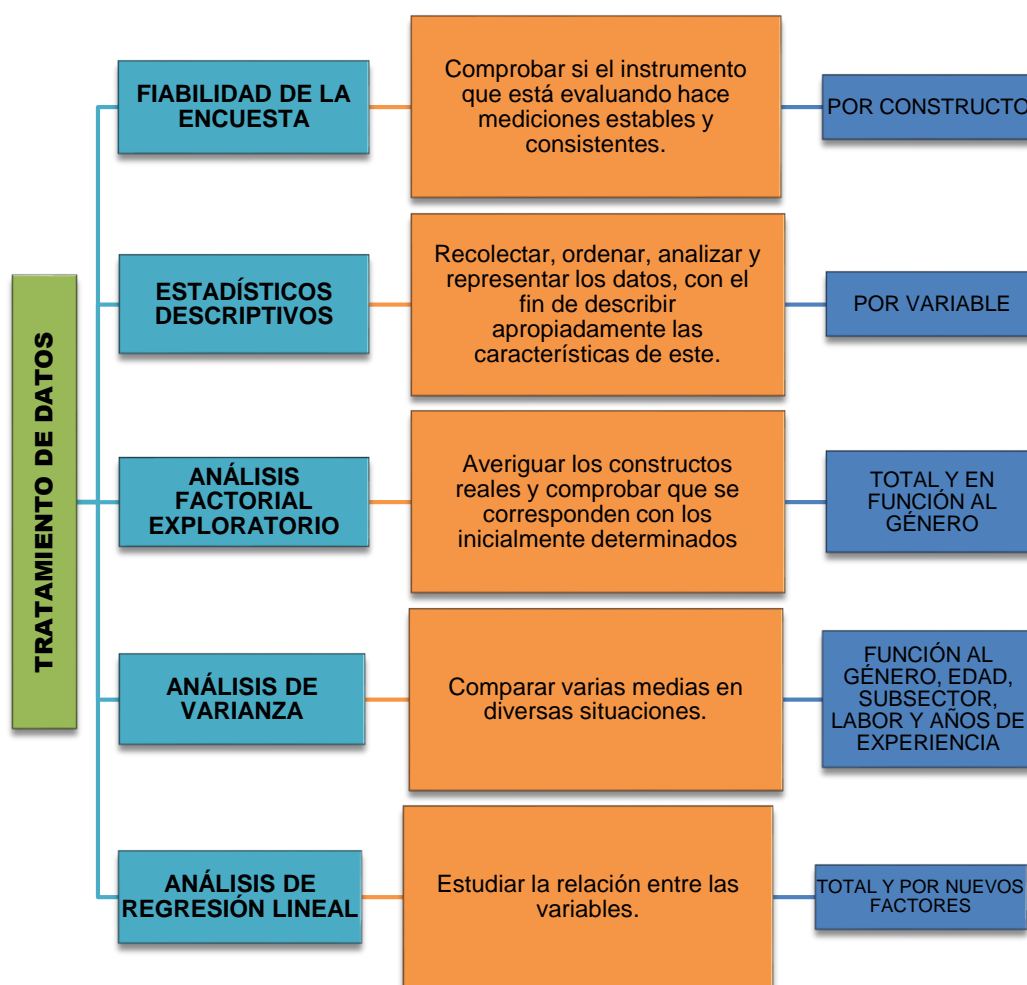 TRATAMIENTO DE DATOS
FIABILIDAD DE LA
ENCUESTA
Comprobar si el instrumento
que está evaluando hace
mediciones estables y
consistentes.
POR CONSTRUCTO
ESTADÍSTICOS
DESCRIPTIVOS
Recolectar, ordenar, analizar y
representar los datos, con el
fin de describir
apropiadamente las
características de este.
POR VARIABLE
ANÁLISIS
FACTORIAL
EXPLORATORIO
Averiguar los constructos
reales y comprobar que se
corresponden con los
inicialmente determinados
TOTAL Y EN
FUNCIÓN AL
GÉNERO
ANÁLISIS DE
VARIANZA
Comparar varias medias en
diversas situaciones.
FUNCIÓN AL
GÉNERO, EDAD,
SUBSECTOR,
LABOR Y AÑOS DE
EXPERIENCIA
ANÁLISIS DE
REGRESIÓN LINEAL
Estudiar la relación entre las
variables.
TOTAL Y POR NUEVOS
FACTORES